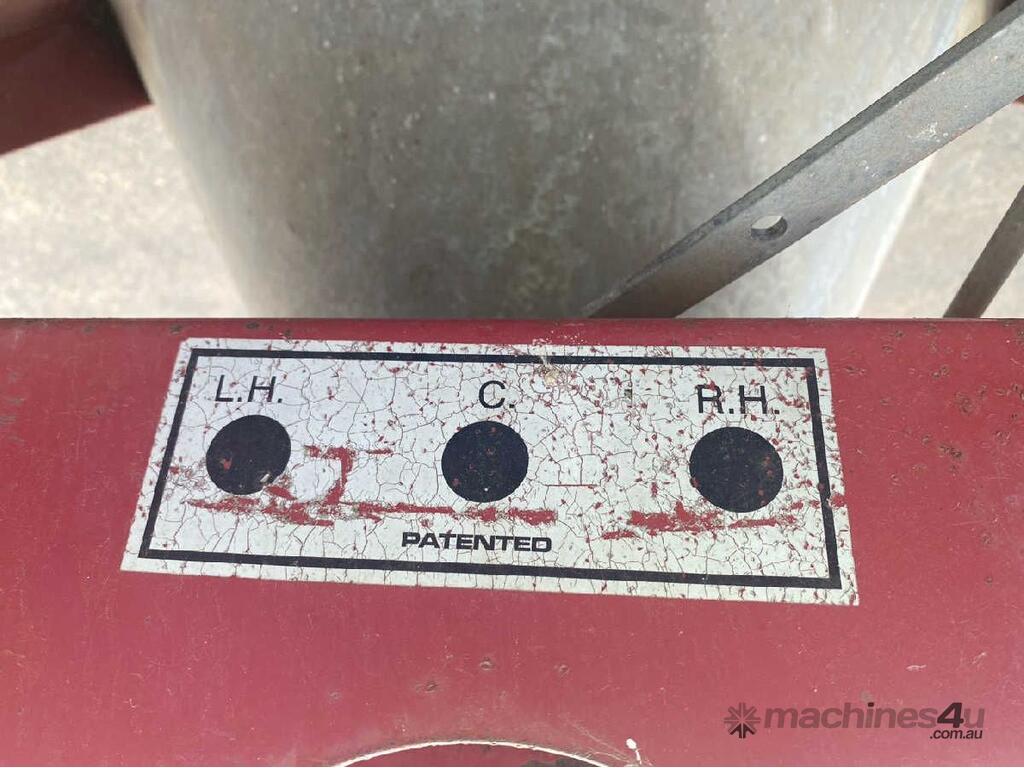 L.H. C. R.H.
PATENTED
machines4u
.com.au